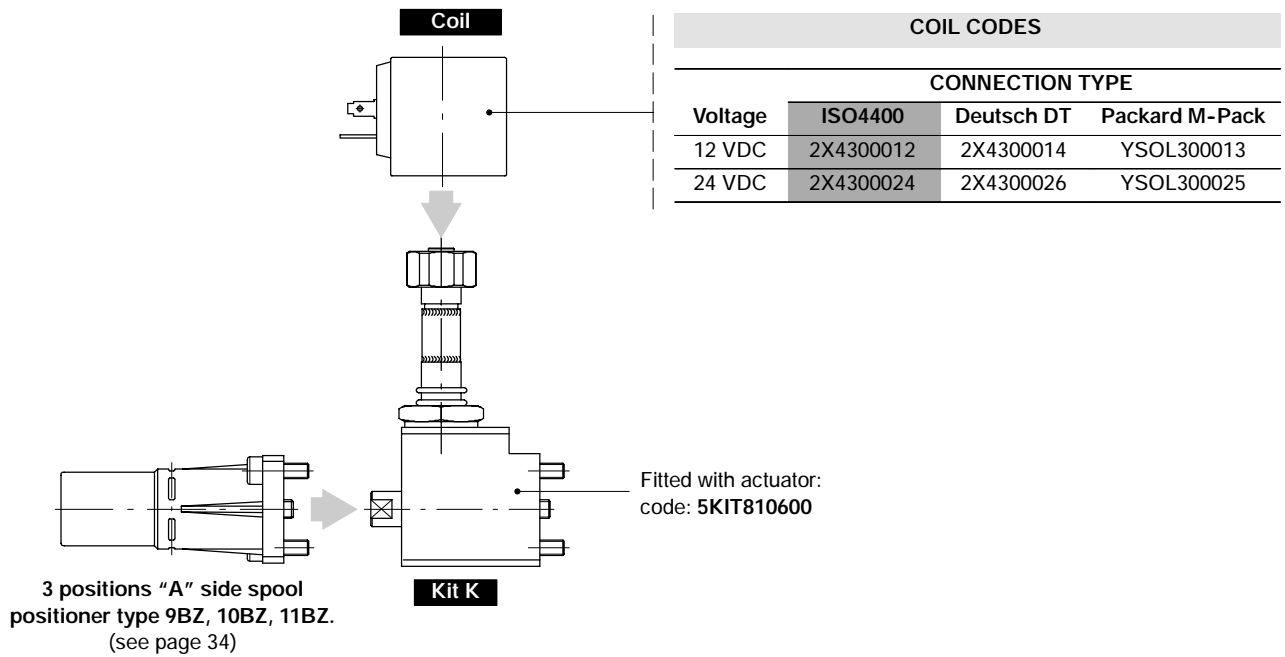 Coil
COIL CODES
CONNECTION TYPE
Voltage ISO4400 Deutsch DT Packard M-Pack
12 VDC 2X4300012 2X4300014 YSOL300013
24 VDC 2X4300024 2X4300026 YSOL300025
Fitted with actuator:
code: 5KIT810600
3 positions “A” side spool
positioner type 9BZ, 10BZ, 11BZ.
(see page 34)
Kit K